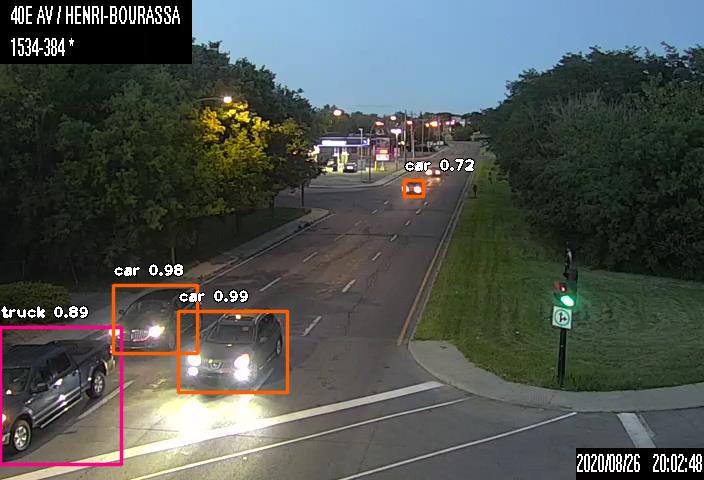 40E AV / HENRI-BOURASSA
1534-384 *
car 0.72
car 0.98
car 0.99
truck 0.89
2020/08/26 20:02:48